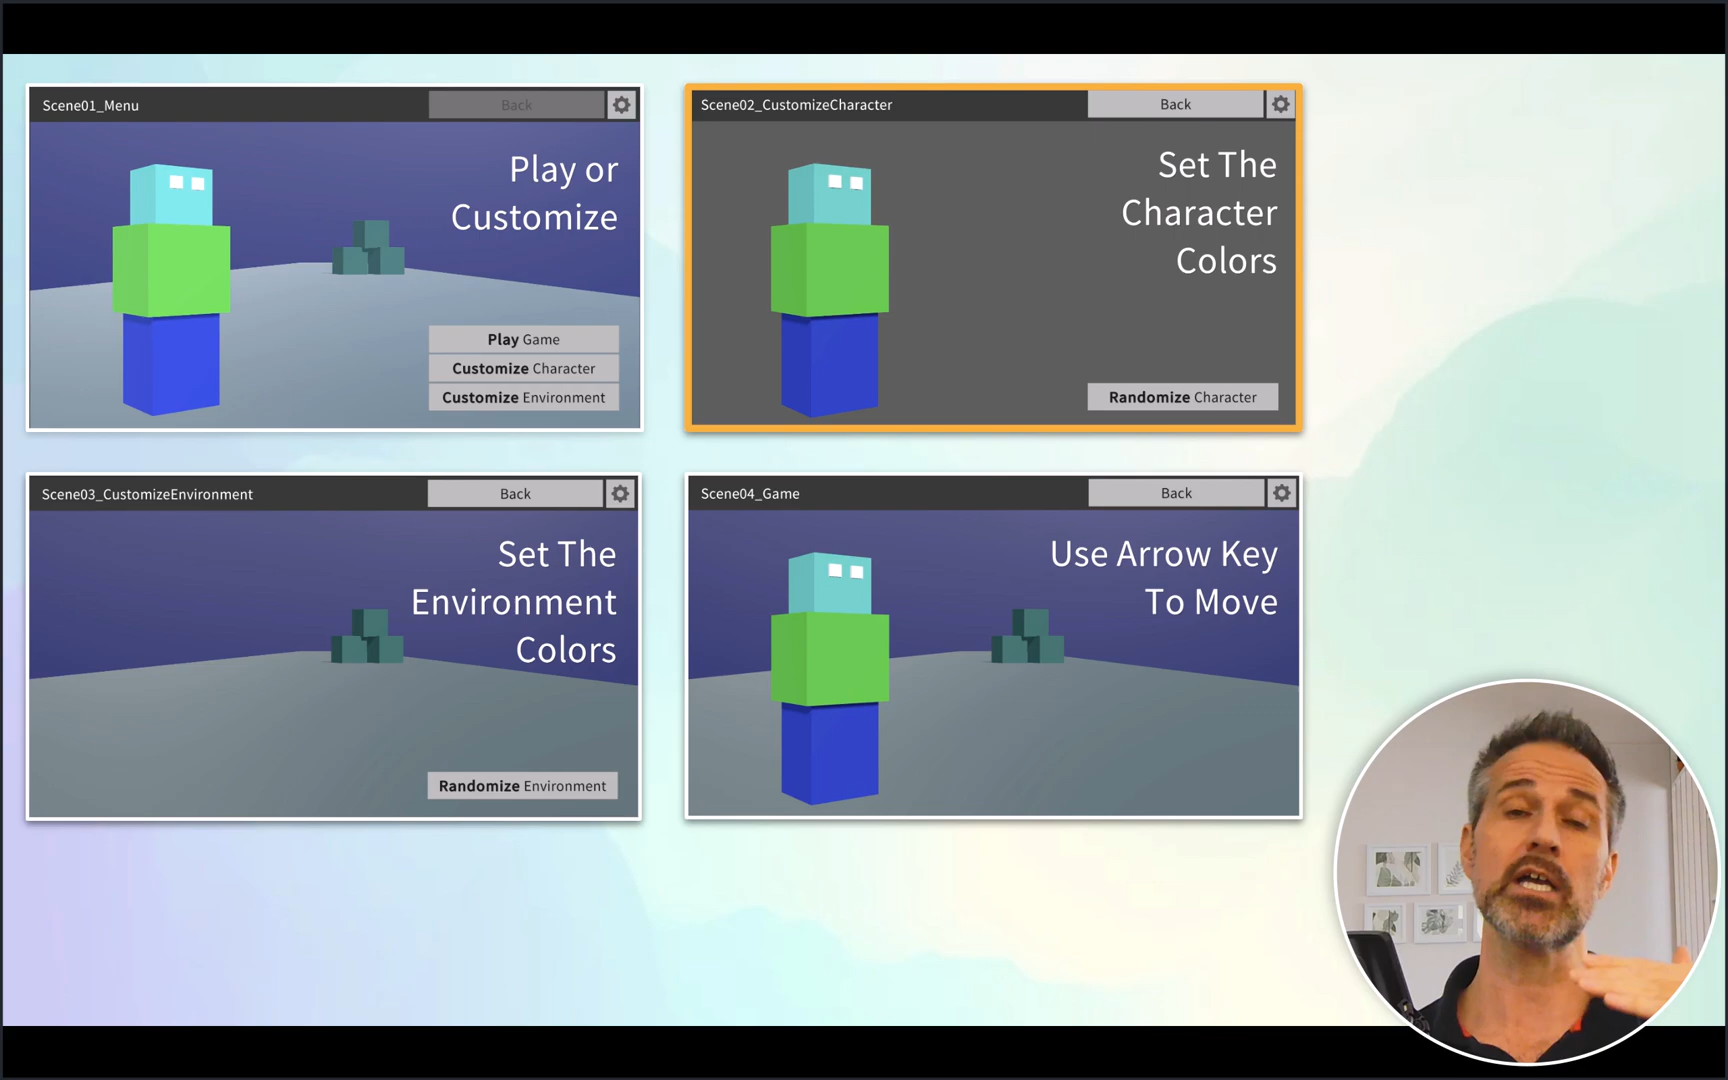 Scene01_Menu
Back
Play or
Customize
Play Game
Customize Character
Customize Environment
Scene02_CustomizeCharacter
Back
Set The
Character
Colors
Randomize Character
Scene03_CustomizeEnvironment
Back
Set The
Environment
Colors
Randomize Environment
Scene04_Game
Back
Use Arrow Key
To Move